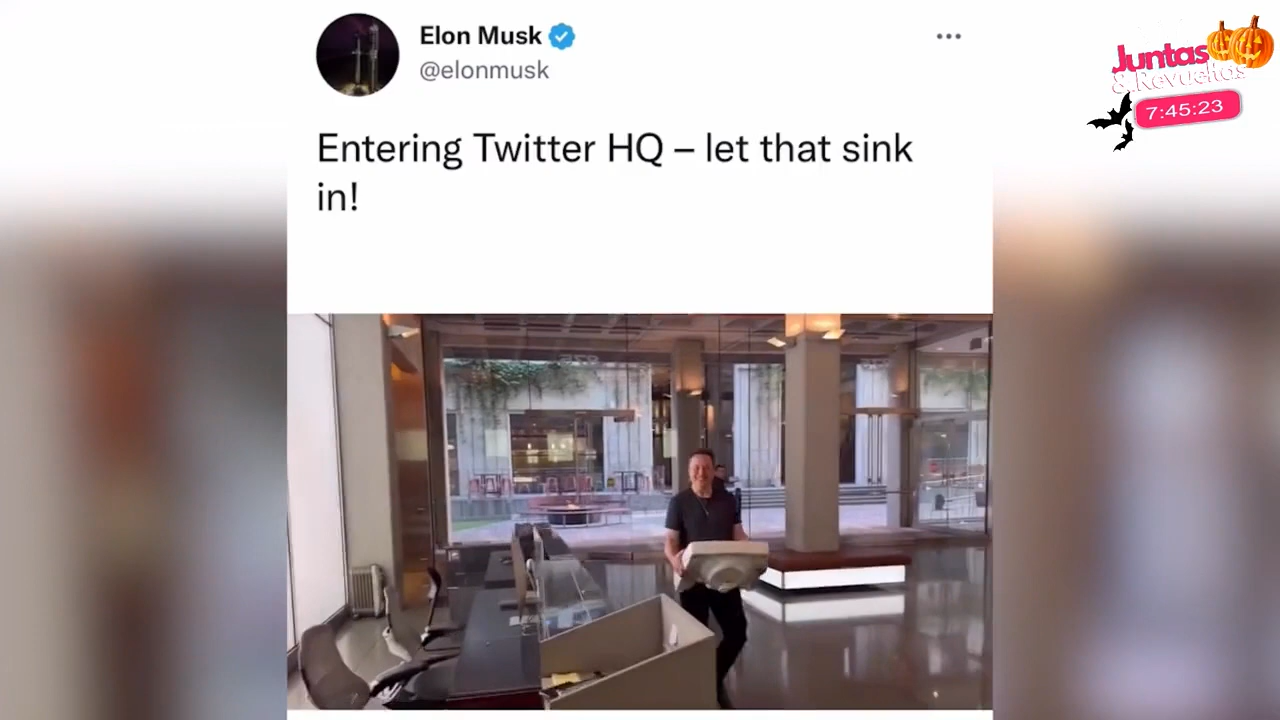 Elon Musk
@elonmusk
Entering Twitter HQ – let that sink
in!
Juntas
& Revueltas
7:45:23